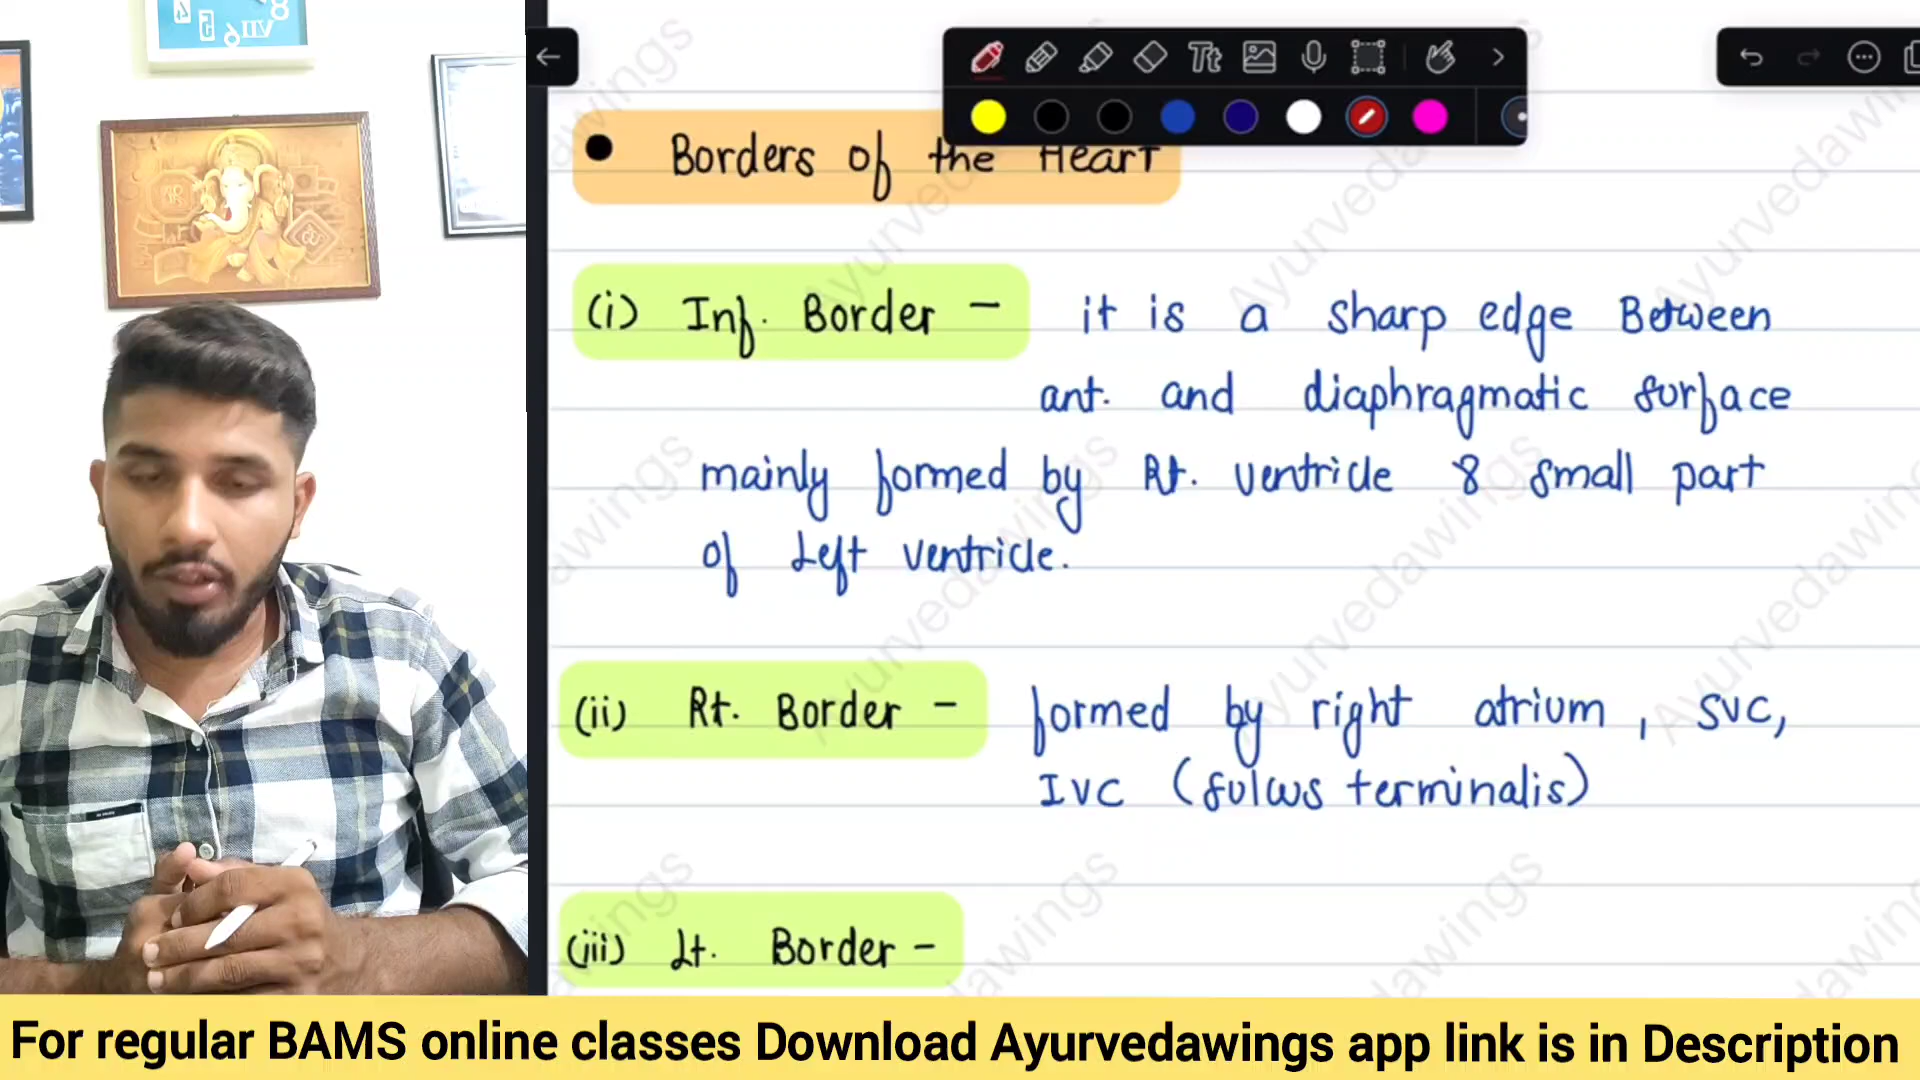 Borders of the Heart
(i) Inf. Border - it is a sharp edge Between
ant. and diaphragmatic surface
mainly formed by Rt. ventricle & small part
of Left ventricle.
(ii) Rt. Border - formed by right atrium, SVC,
IVC (sulcus terminalis)
(iii) Lt. Border -
For regular BAMS online classes Download Ayurvedawings app link is in Description
Ayurvedawings